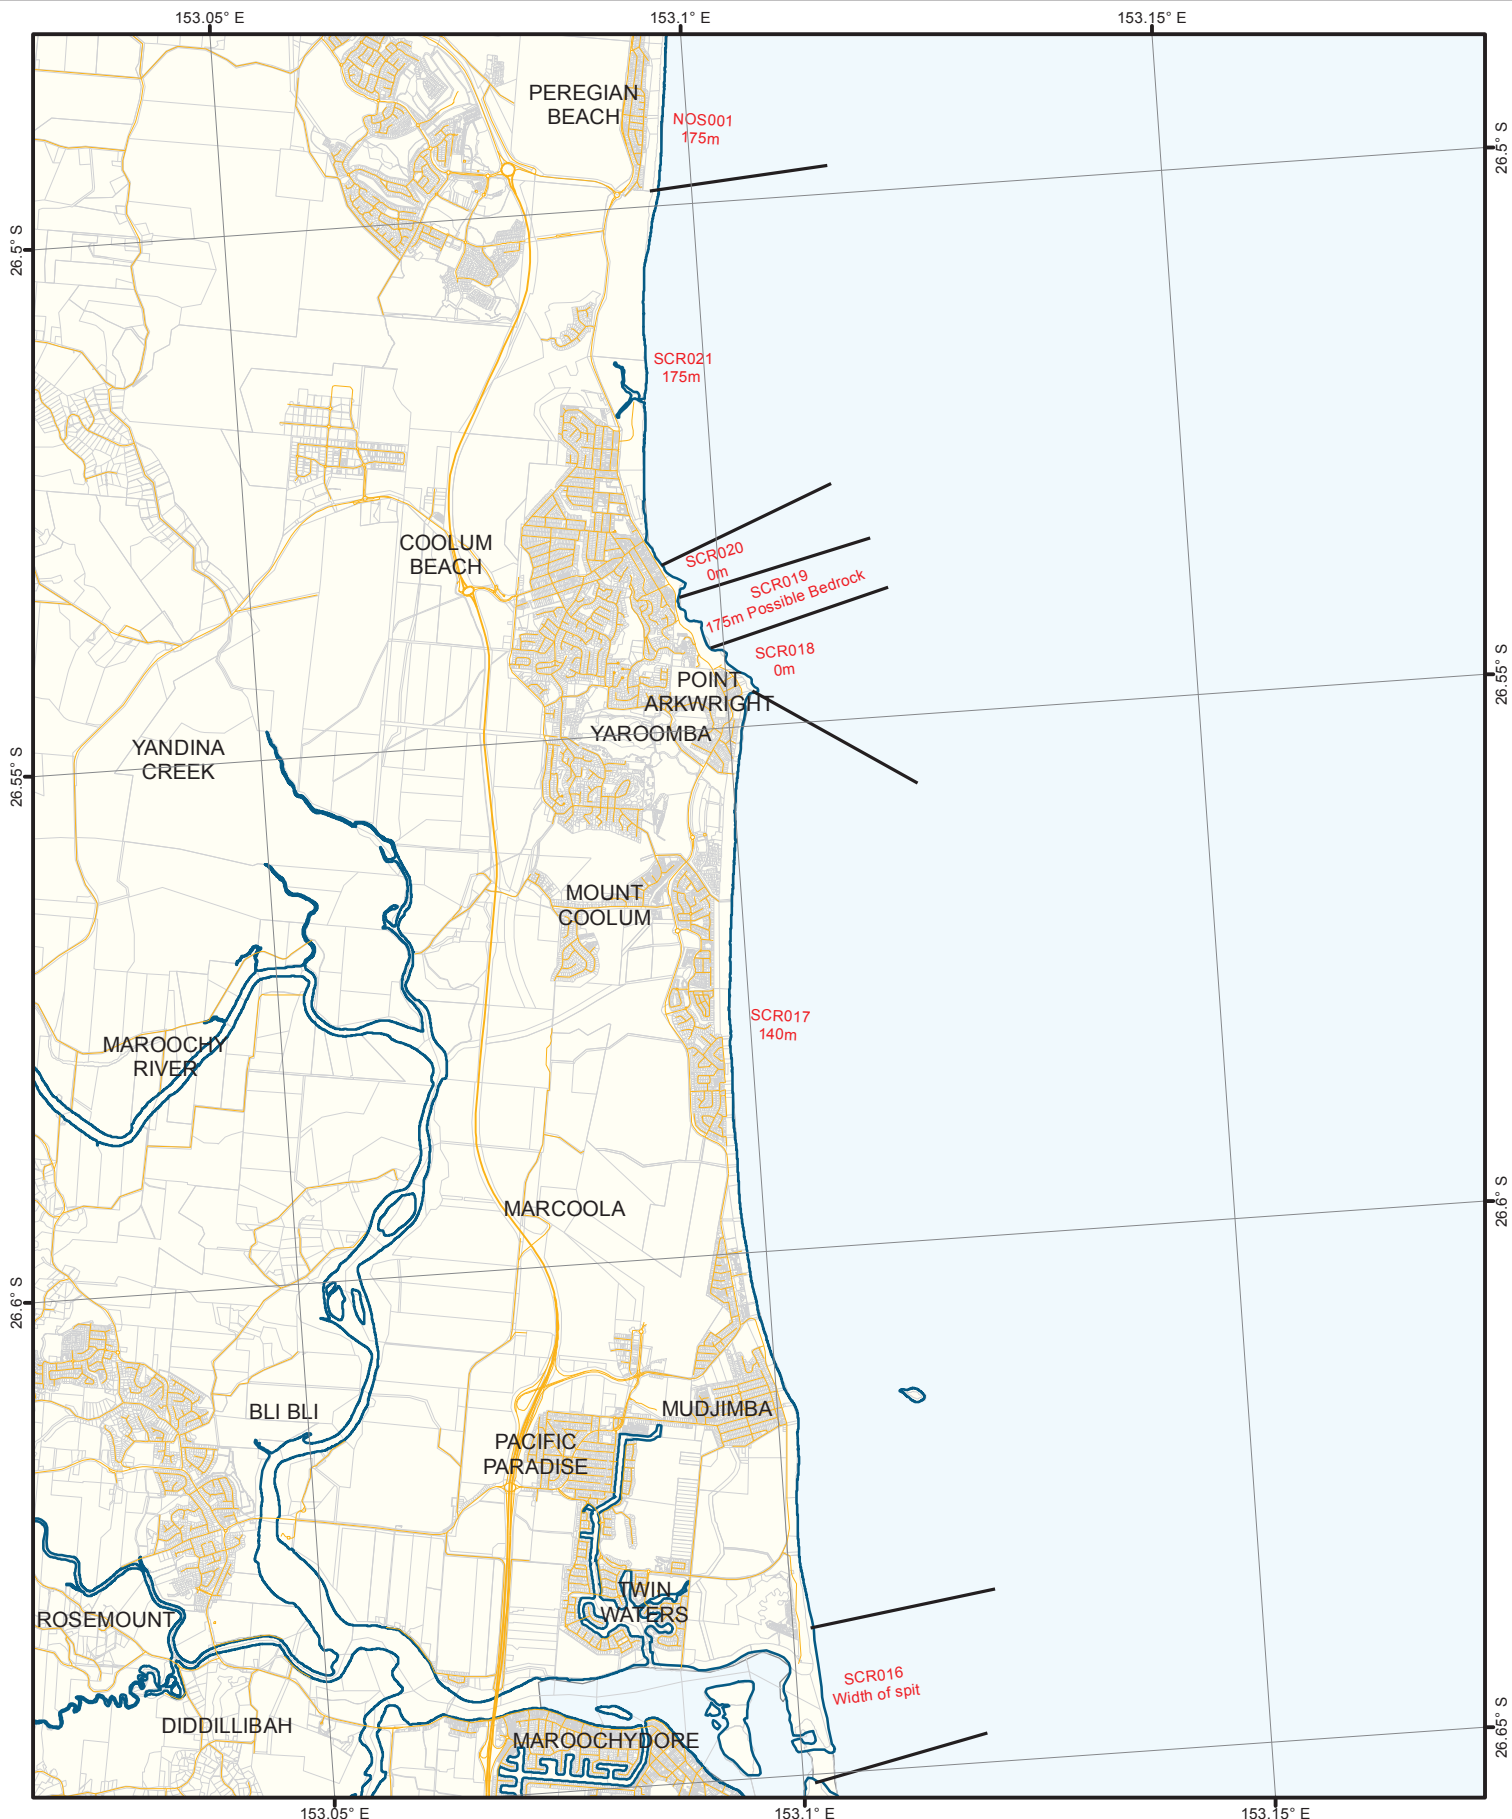 153.05° E
153.1° E
153.15° E
PEREGIAN
BEACH
NOS001
175m
26.5° S
26.5° S
SCR021
175m
COOLUM
BEACH
SCR020
0m
SCR019
175m Possible Bedrock
SCR018
0m
POINT
ARKWRIGHT
26.55° S
YAROOMBA
YANDINA
CREEK
26.55° S
MOUNT
COOLUM
SCR017
140m
MAROOCHY
RIVER
26.6° S
MARCOOLA
26.6° S
MUDJIMBA
BLI BLI
PACIFIC
PARADISE
TWIN
WATERS
ROSEMOUNT
SCR016
Width of spit
DIDDILLIBAH
26.65° S
MAROOCHYDORE
153.05° E
153.1° E
153.15° E